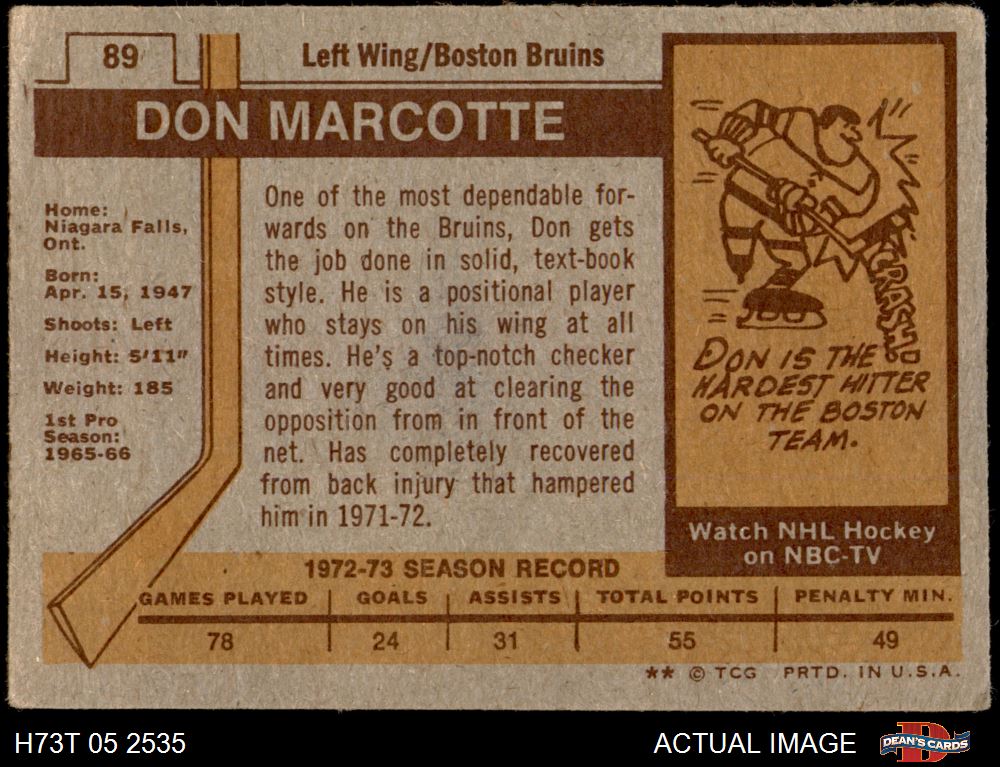 89
Left Wing/Boston Bruins
DON MARCOTTE
Home:
Niagara Falls,
Ont.
Born:
Apr. 15, 1947
Shoots: Left
Height: 5'11"
Weight: 185
1st Pro
Season:
1965-66
One of the most dependable for-
wards on the Bruins, Don gets
the job done in solid, text-book
style. He is a positional player
who stays on his wing at all
times. He's a top-notch checker
and very good at clearing the
opposition from in front of the
net. Has completely recovered
from back injury that hampered
him in 1971-72.
CRASH!
DON IS THE
HARDEST HITTER
ON THE BOSTON
TEAM.
Watch NHL Hockey
on NBC-TV
1972-73 SEASON RECORD
GAMES PLAYED GOALS ASSISTS TOTAL POINTS PENALTY MIN.
78 24 31 55 49
** © TCG PRTD. IN U.S.A.
H73T 05 2535
ACTUAL IMAGE
D
DEAN'S CARDS